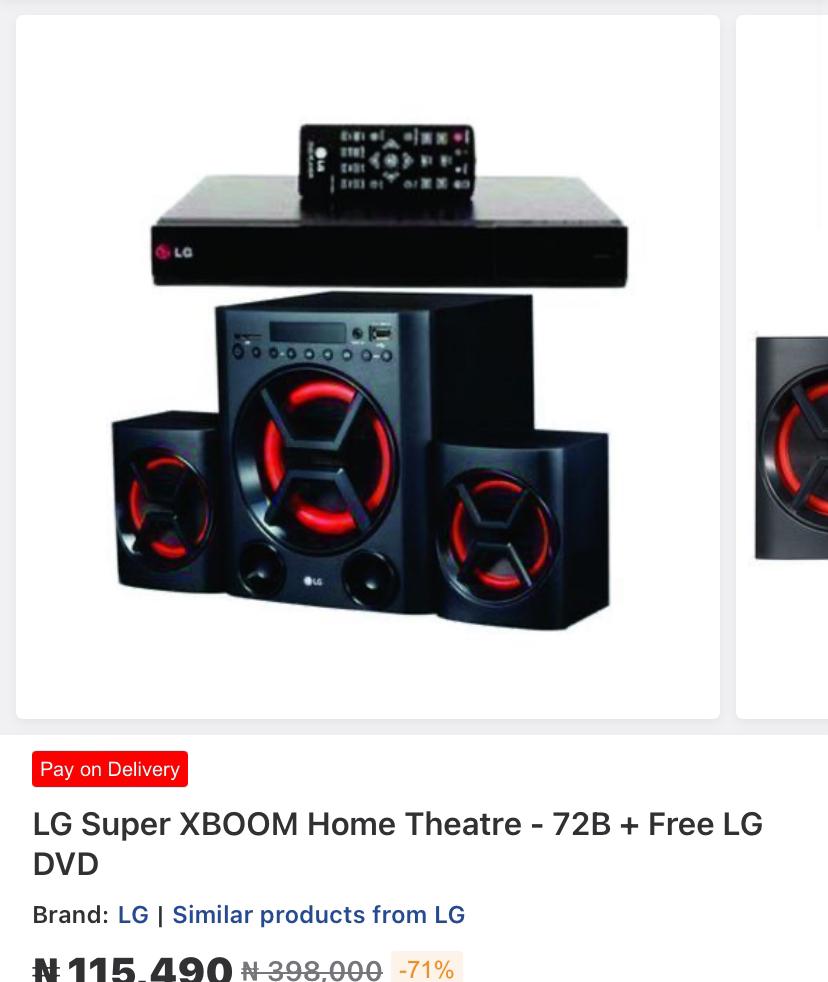 LG
LG
LG
Pay on Delivery
LG Super XBOOM Home Theatre - 72B + Free LG
DVD
Brand: LG | Similar products from LG
₦ 115,490 ₦ 398,000 -71%